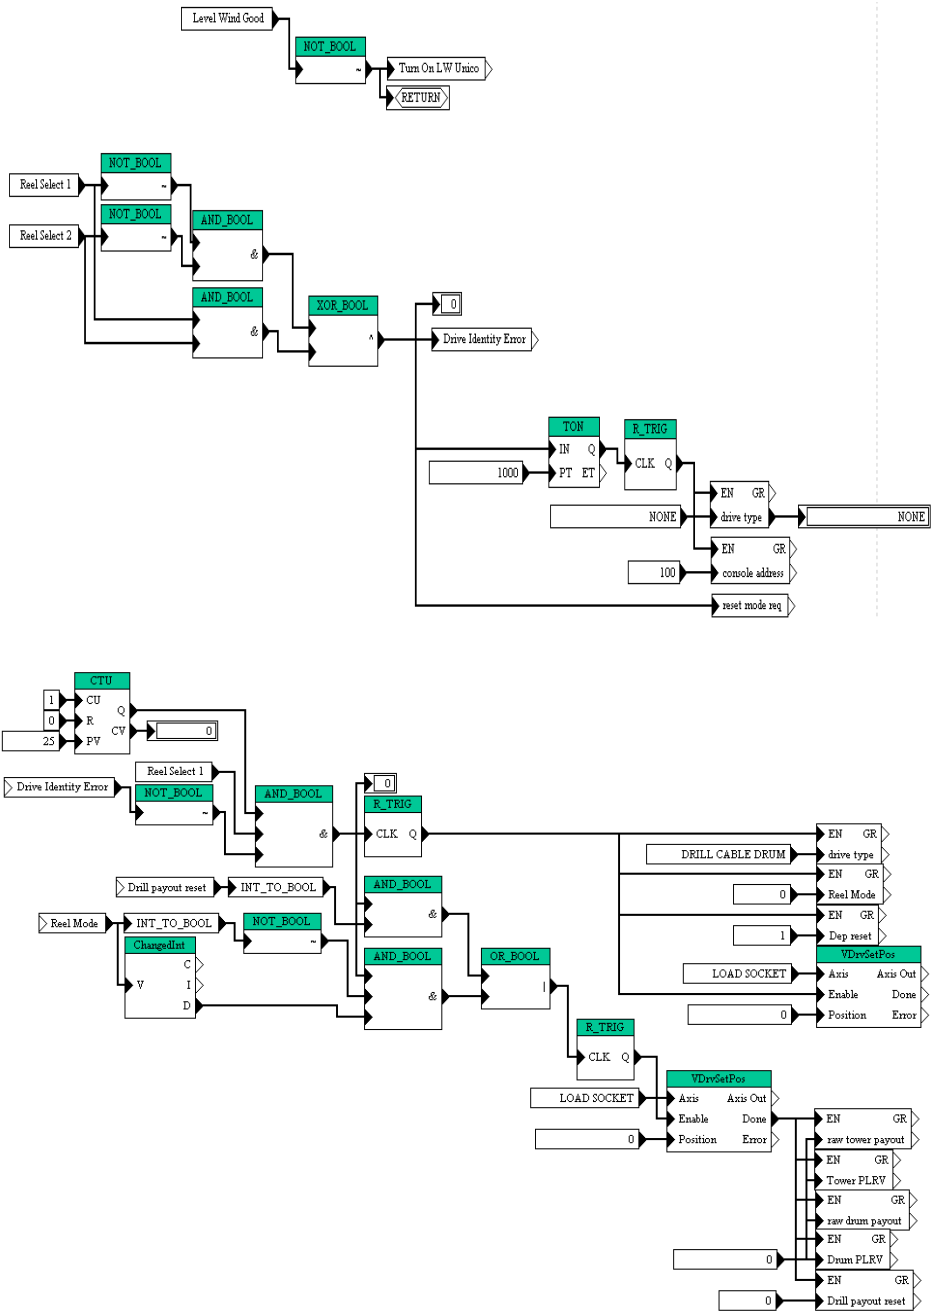 Level Wind Good
NOT_BOOL
~
Turn On LW Unico
RETURN
NOT_BOOL
Reel Select 1
~
NOT_BOOL
Reel Select 2
~
AND_BOOL
&
AND_BOOL
&
XOR_BOOL
^
0
Drive Identity Error
TON
IN Q
1000
PT ET
R_TRIG
CLK Q
EN GR
NONE
drive type
NONE
EN GR
100
console address
reset mode req
CTU
1
CU
Q
0
R
CV
0
25
PV
Reel Select 1
Drive Identity Error
NOT_BOOL
~
AND_BOOL
&
0
R_TRIG
CLK Q
EN GR
DRILL CABLE DRUM
drive type
EN GR
0
Reel Mode
EN GR
1
Dep reset
VDrvSetPos
LOAD SOCKET
Axis Axis Out
Enable Done
0
Position Error
Drill payout reset
INT_TO_BOOL
AND_BOOL
&
Reel Mode
INT_TO_BOOL
NOT_BOOL
~
ChangedInt
C
V I
D
AND_BOOL
&
OR_BOOL
|
R_TRIG
CLK Q
VDrvSetPos
LOAD SOCKET
Axis Axis Out
Enable Done
0
Position Error
EN GR
raw tower payout
EN GR
Tower PLRV
EN GR
raw drum payout
EN GR
0
Drum PLRV
EN GR
0
Drill payout reset